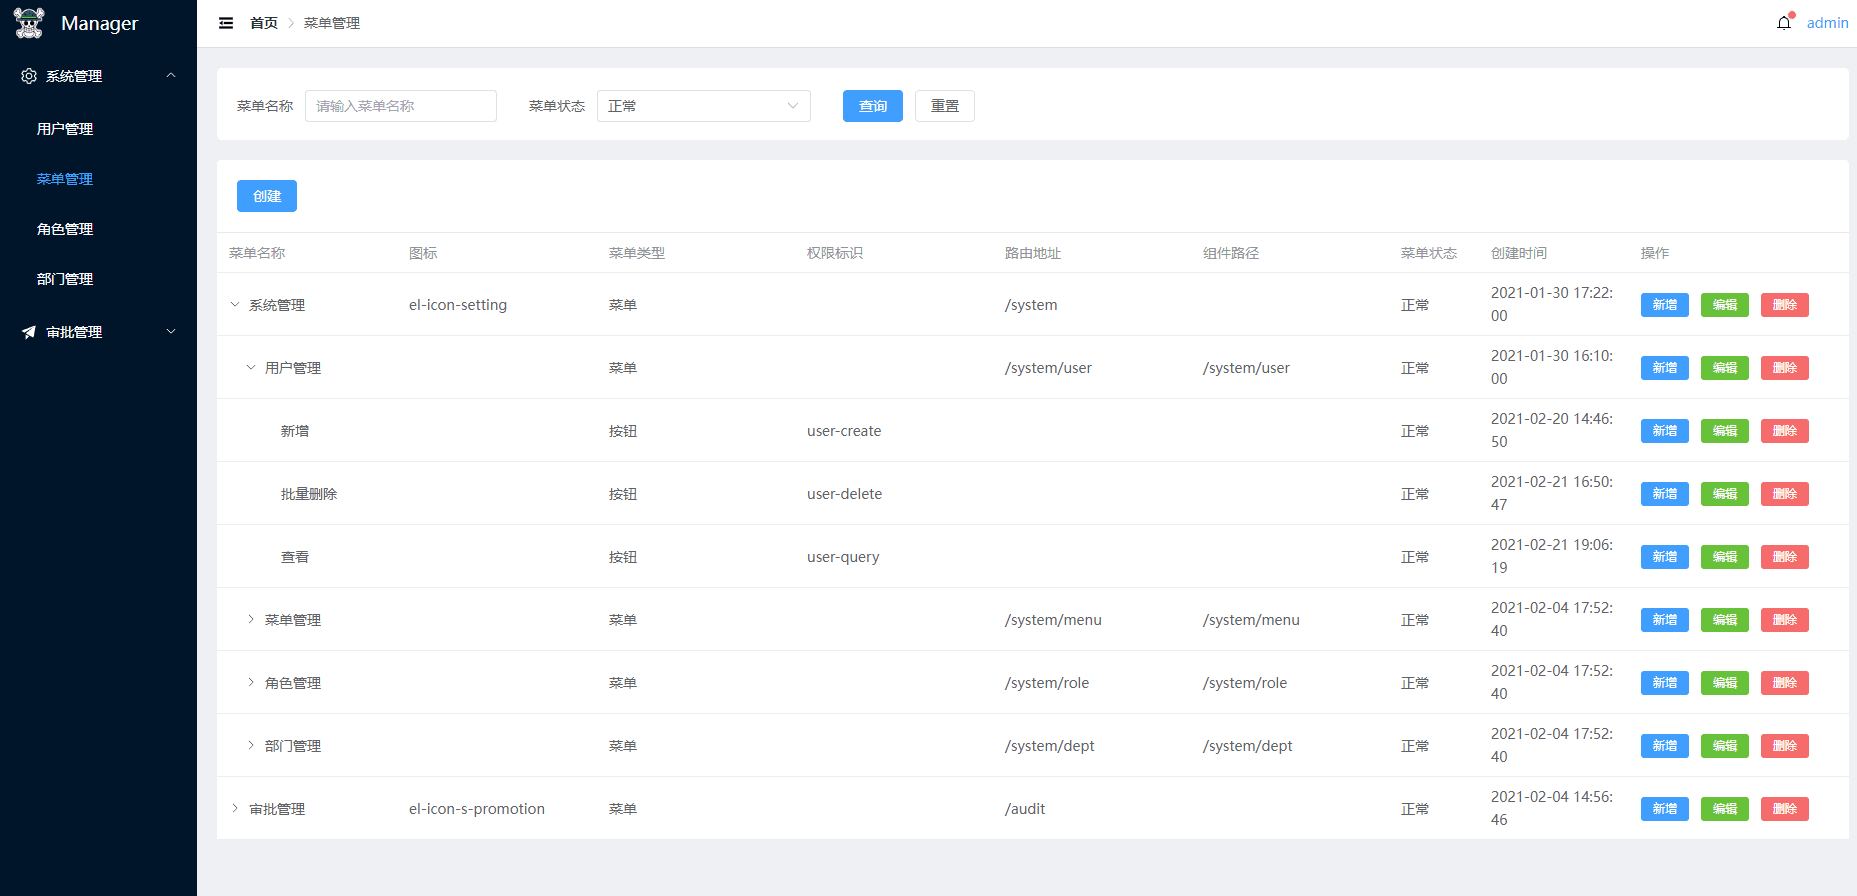 Manager
首页 菜单管理
admin
系统管理
用户管理
菜单管理
角色管理
部门管理
审批管理
菜单名称 请输入菜单名称 菜单状态 正常 查询 重置
创建
菜单名称 图标 菜单类型 权限标识 路由地址 组件路径 菜单状态 创建时间 操作
系统管理 el-icon-setting 菜单 /system 正常 2021-01-30 17:22:
00 新增 编辑 删除
用户管理 菜单 /system/user /system/user 正常 2021-01-30 16:10:
00 新增 编辑 删除
新增 按钮 user-create 正常 2021-02-20 14:46:
50 新增 编辑 删除
批量删除 按钮 user-delete 正常 2021-02-21 16:50:
47 新增 编辑 删除
查看 按钮 user-query 正常 2021-02-21 19:06:
19 新增 编辑 删除
菜单管理 菜单 /system/menu /system/menu 正常 2021-02-04 17:52:
40 新增 编辑 删除
角色管理 菜单 /system/role /system/role 正常 2021-02-04 17:52:
40 新增 编辑 删除
部门管理 菜单 /system/dept /system/dept 正常 2021-02-04 17:52:
40 新增 编辑 删除
审批管理 el-icon-s-promotion 菜单 /audit 正常 2021-02-04 14:56:
46 新增 编辑 删除